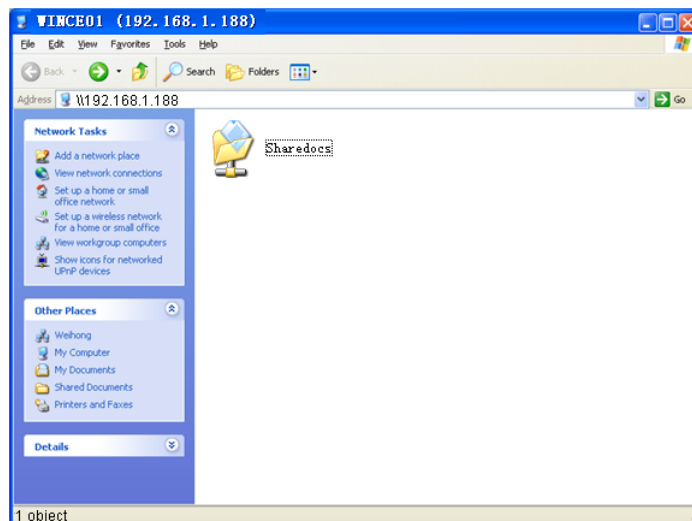 WINCE01 (192.168.1.188)
File Edit View Favorites Tools Help
Back Search Folders
Address \\192.168.1.188 Go
Network Tasks
Add a network place
View network connections
Set up a home or small
office network
Set up a wireless network
for a home or small office
View workgroup computers
Show icons for networked
UPnP devices
Other Places
Weihong
My Computer
My Documents
Shared Documents
Printers and Faxes
Details
Sharedocs
1 object